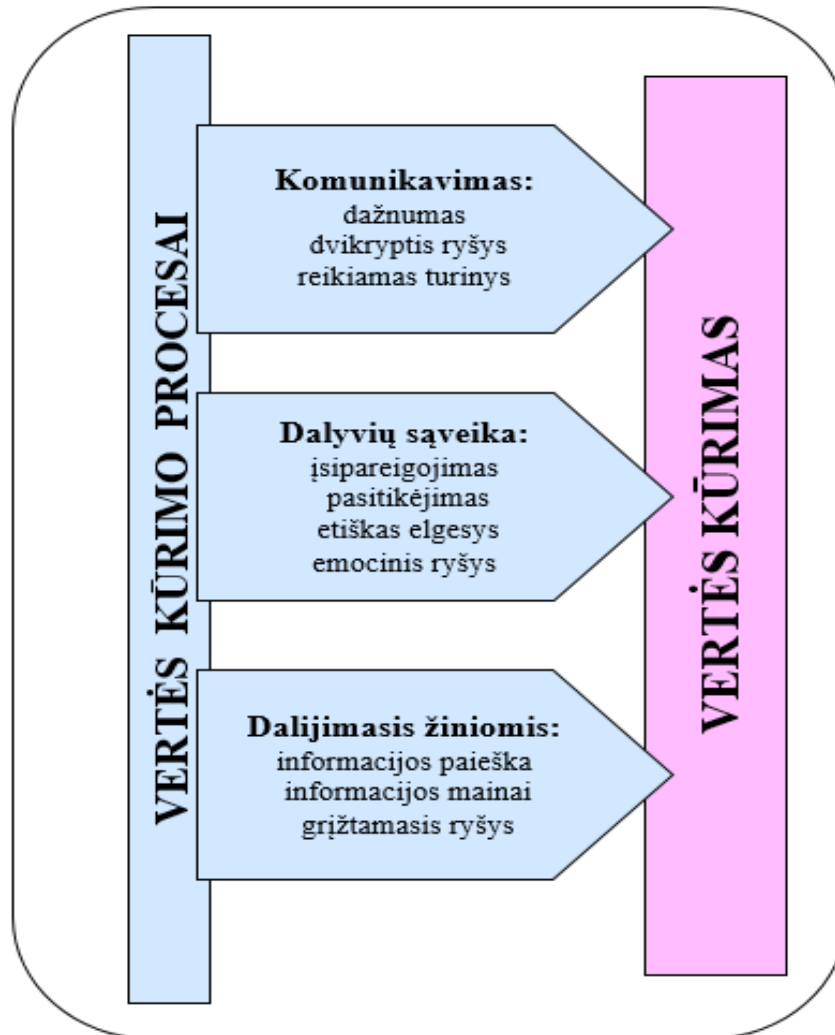 VERTĖS KŪRIMO PROCESAI
Komunikavimas:
dažnumas
dvikryptis ryšys
reikiamas turinys
Dalyvių sąveika:
įsipareigojimas
pasitikėjimas
etiškas elgesys
emocinis ryšys
Dalijimasis žiniomis:
informacijos paieška
informacijos mainai
grįžtamasis ryšys
VERTĖS KŪRIMAS